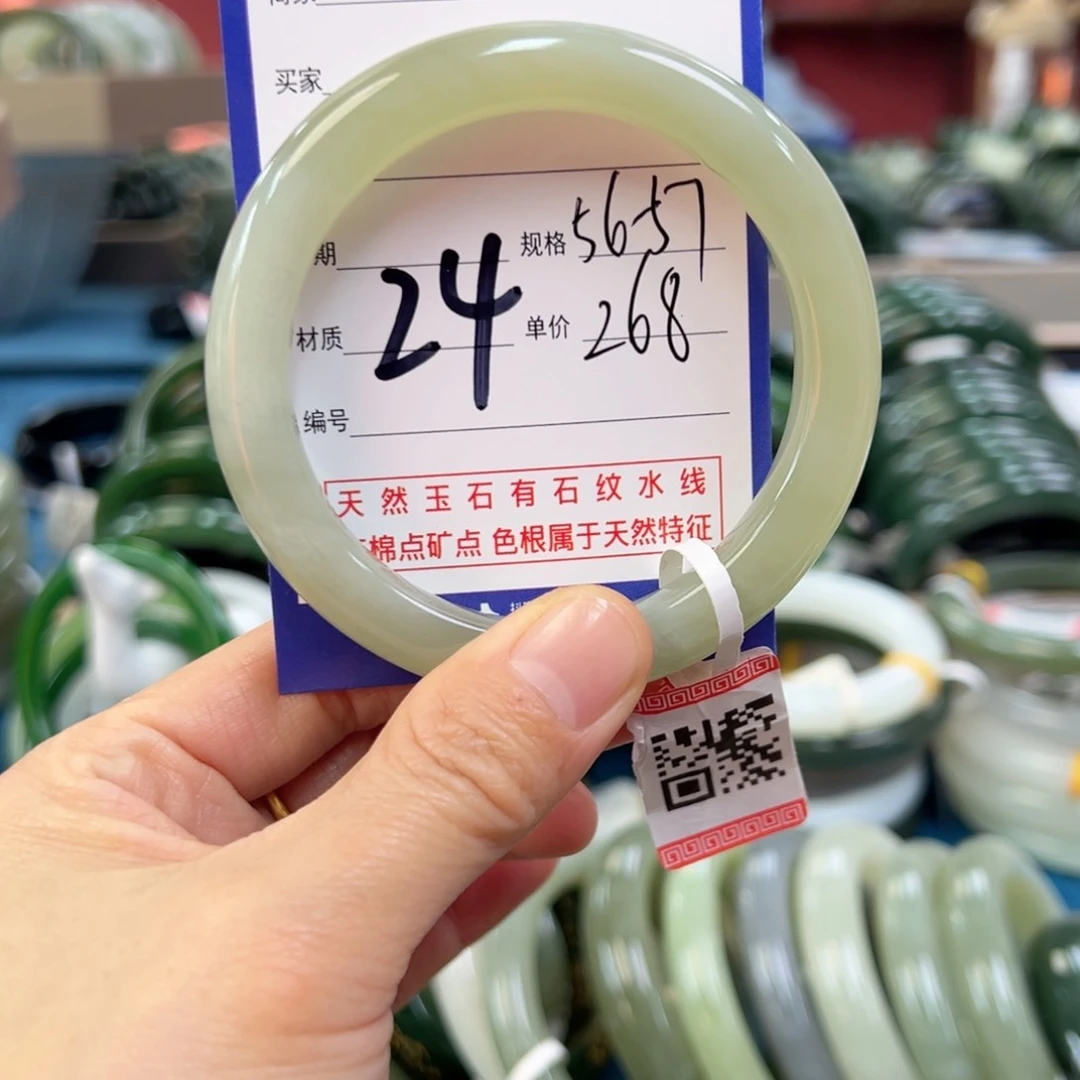 买家
期
规格 56-57
材质
24
单价 268
编号
天然玉石有石纹水线
棉点矿点 色根属于天然特征